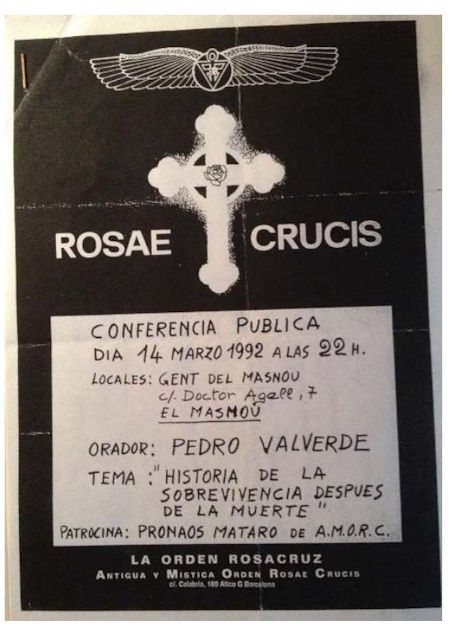 ROSAE CRUCIS
CONFERENCIA PUBLICA
DIA 14 MARZO 1992 A LAS 22 H.
LOCALES: GENT DEL MASNOU
c/. Doctor Agell, 7
EL MASNOU
ORADOR: PEDRO VALVERDE
TEMA: "HISTORIA DE LA
SOBREVIVENCIA DESPUES
DE LA MUERTE"
PATROCINA: PRONAOS MATARO DE A.M.O.R.C.
LA ORDEN ROSACRUZ
ANTIGUA Y MISTICA ORDEN ROSAE CRUCIS
c/. Calabria, 160 Atico G Barcelona